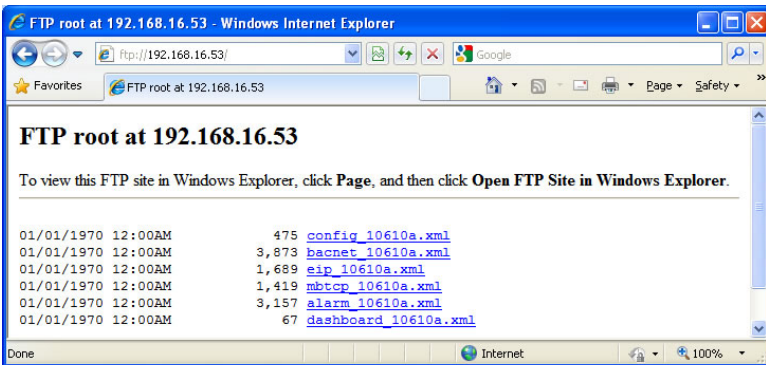 FTP root at 192.168.16.53 - Windows Internet Explorer
ftp://192.168.16.53/
Google
Favorites
FTP root at 192.168.16.53
Page
Safety
»
FTP root at 192.168.16.53
To view this FTP site in Windows Explorer, click Page, and then click Open FTP Site in Windows Explorer.
01/01/1970 12:00AM 475 config_10610a.xml
01/01/1970 12:00AM 3,873 bacnet_10610a.xml
01/01/1970 12:00AM 1,689 eip_10610a.xml
01/01/1970 12:00AM 1,419 mbtcp_10610a.xml
01/01/1970 12:00AM 3,157 alarm_10610a.xml
01/01/1970 12:00AM 67 dashboard_10610a.xml
Done
Internet
100%